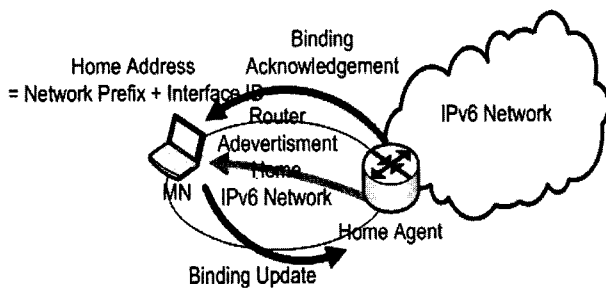 Binding
Acknowledgement
Home Address
= Network Prefix + Interface ID
IPv6 Network
Router
Adevertisment
Home
IPv6 Network
MN
Home Agent
Binding Update